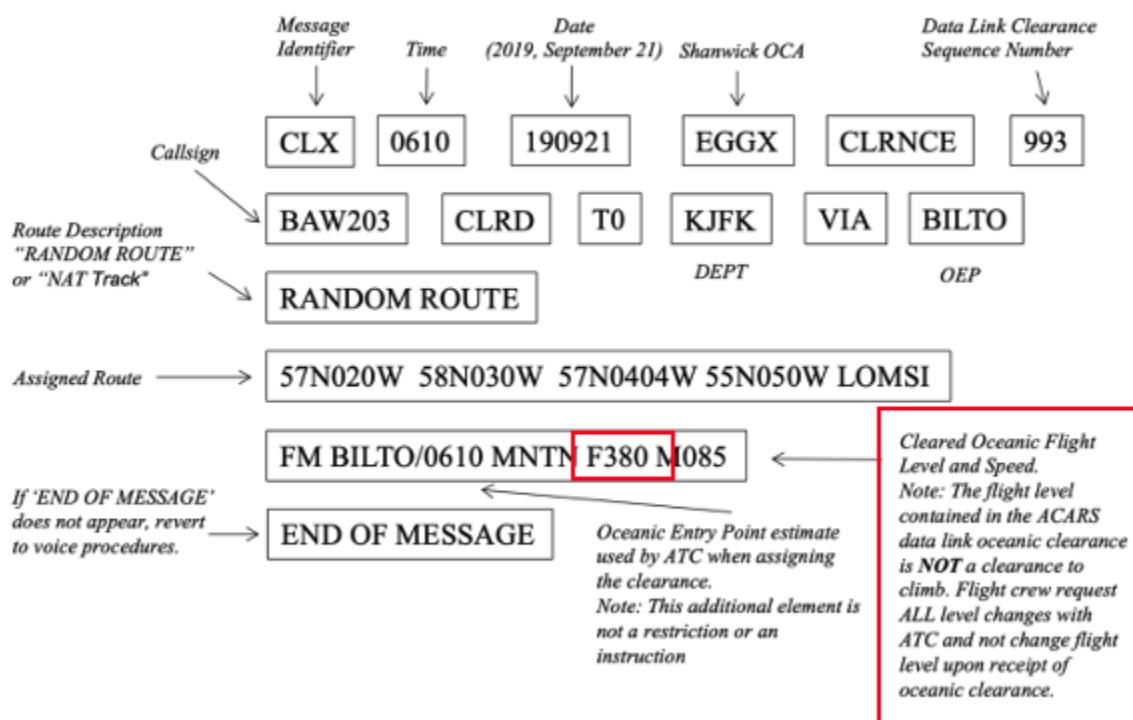 Message
Identifier
Time
Date
(2019, September 21)
Shanwick OCA
Data Link Clearance
Sequence Number
CLX 0610 190921 EGGX CLRNCE 993
Callsign
BAW203 CLRD T0 KJFK VIA BILTO
DEPT OEP
Route Description
“RANDOM ROUTE”
or “NAT Track”
RANDOM ROUTE
Assigned Route
57N020W 58N030W 57N0404W 55N050W LOMSI
FM BILTO/0610 MNTN F380 M085
Cleared Oceanic Flight
Level and Speed.
Note: The flight level
contained in the ACARS
data link oceanic clearance
is NOT a clearance to
climb. Flight crew request
ALL level changes with
ATC and not change flight
level upon receipt of
oceanic clearance.
If ‘END OF MESSAGE’
does not appear, revert
to voice procedures.
END OF MESSAGE
Oceanic Entry Point estimate
used by ATC when assigning
the clearance.
Note: This additional element is
not a restriction or an
instruction